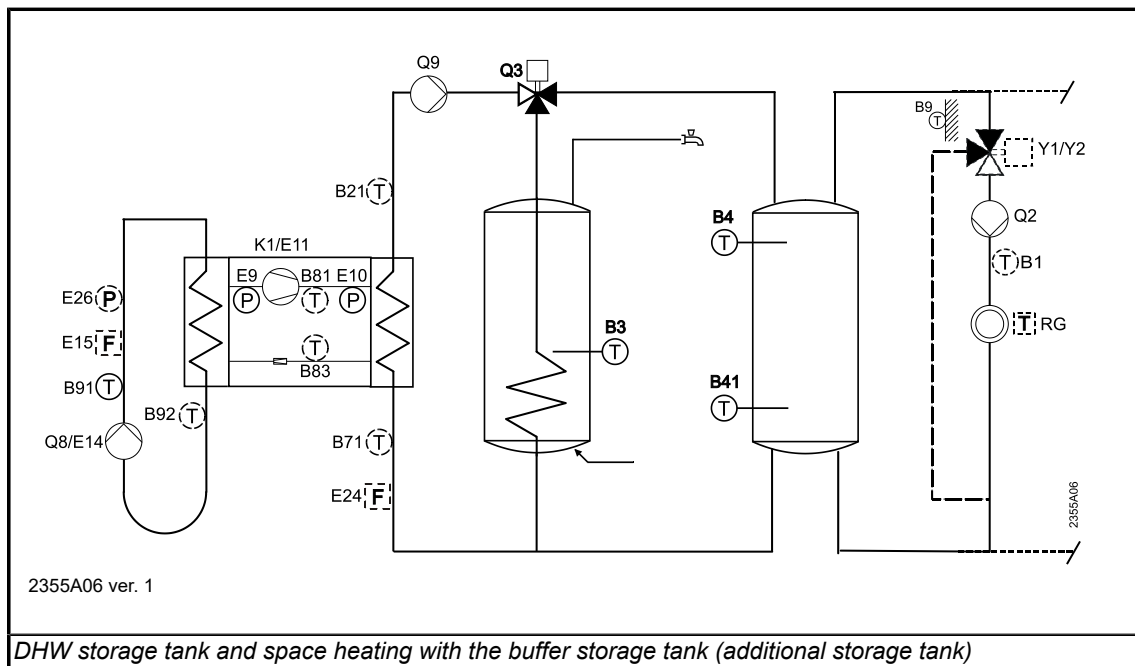 Q9
Q3
B9
T
Y1/Y2
B21
T
Q2
B4
T
K1/E11
T
B1
E9
B81
E10
P
T
P
E26
P
T
RG
E15
F
T
B3
T
B83
B91
T
B41
T
B92
T
Q8/E14
B71
T
E24
F
2355A06
2355A06 ver. 1
DHW storage tank and space heating with the buffer storage tank (additional storage tank)